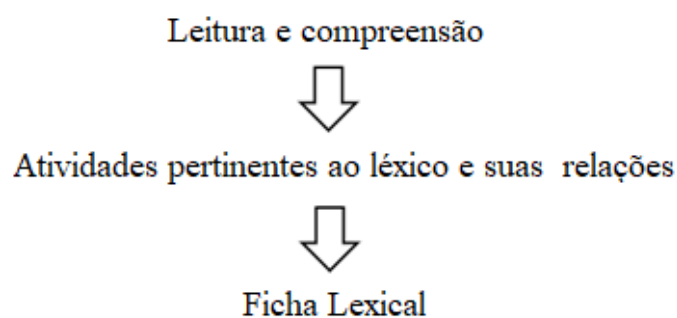 Leitura e compreensão
Atividades pertinentes ao léxico e suas relações
Ficha Lexical